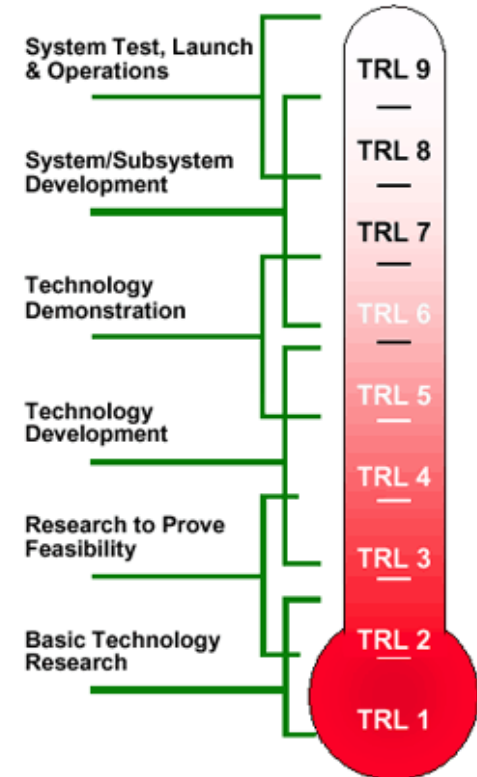 System Test, Launch
& Operations
System/Subsystem
Development
Technology
Demonstration
Technology
Development
Research to Prove
Feasibility
Basic Technology
Research
TRL 9
TRL 8
TRL 7
TRL 6
TRL 5
TRL 4
TRL 3
TRL 2
TRL 1